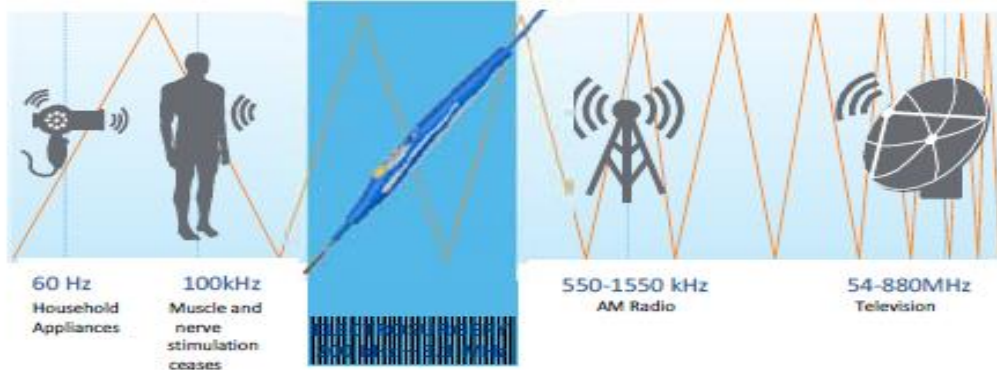 60 Hz
Household
Appliances
100kHz
Muscle and
nerve
stimulation
ceases
550-1550 kHz
AM Radio
54-880MHz
Television